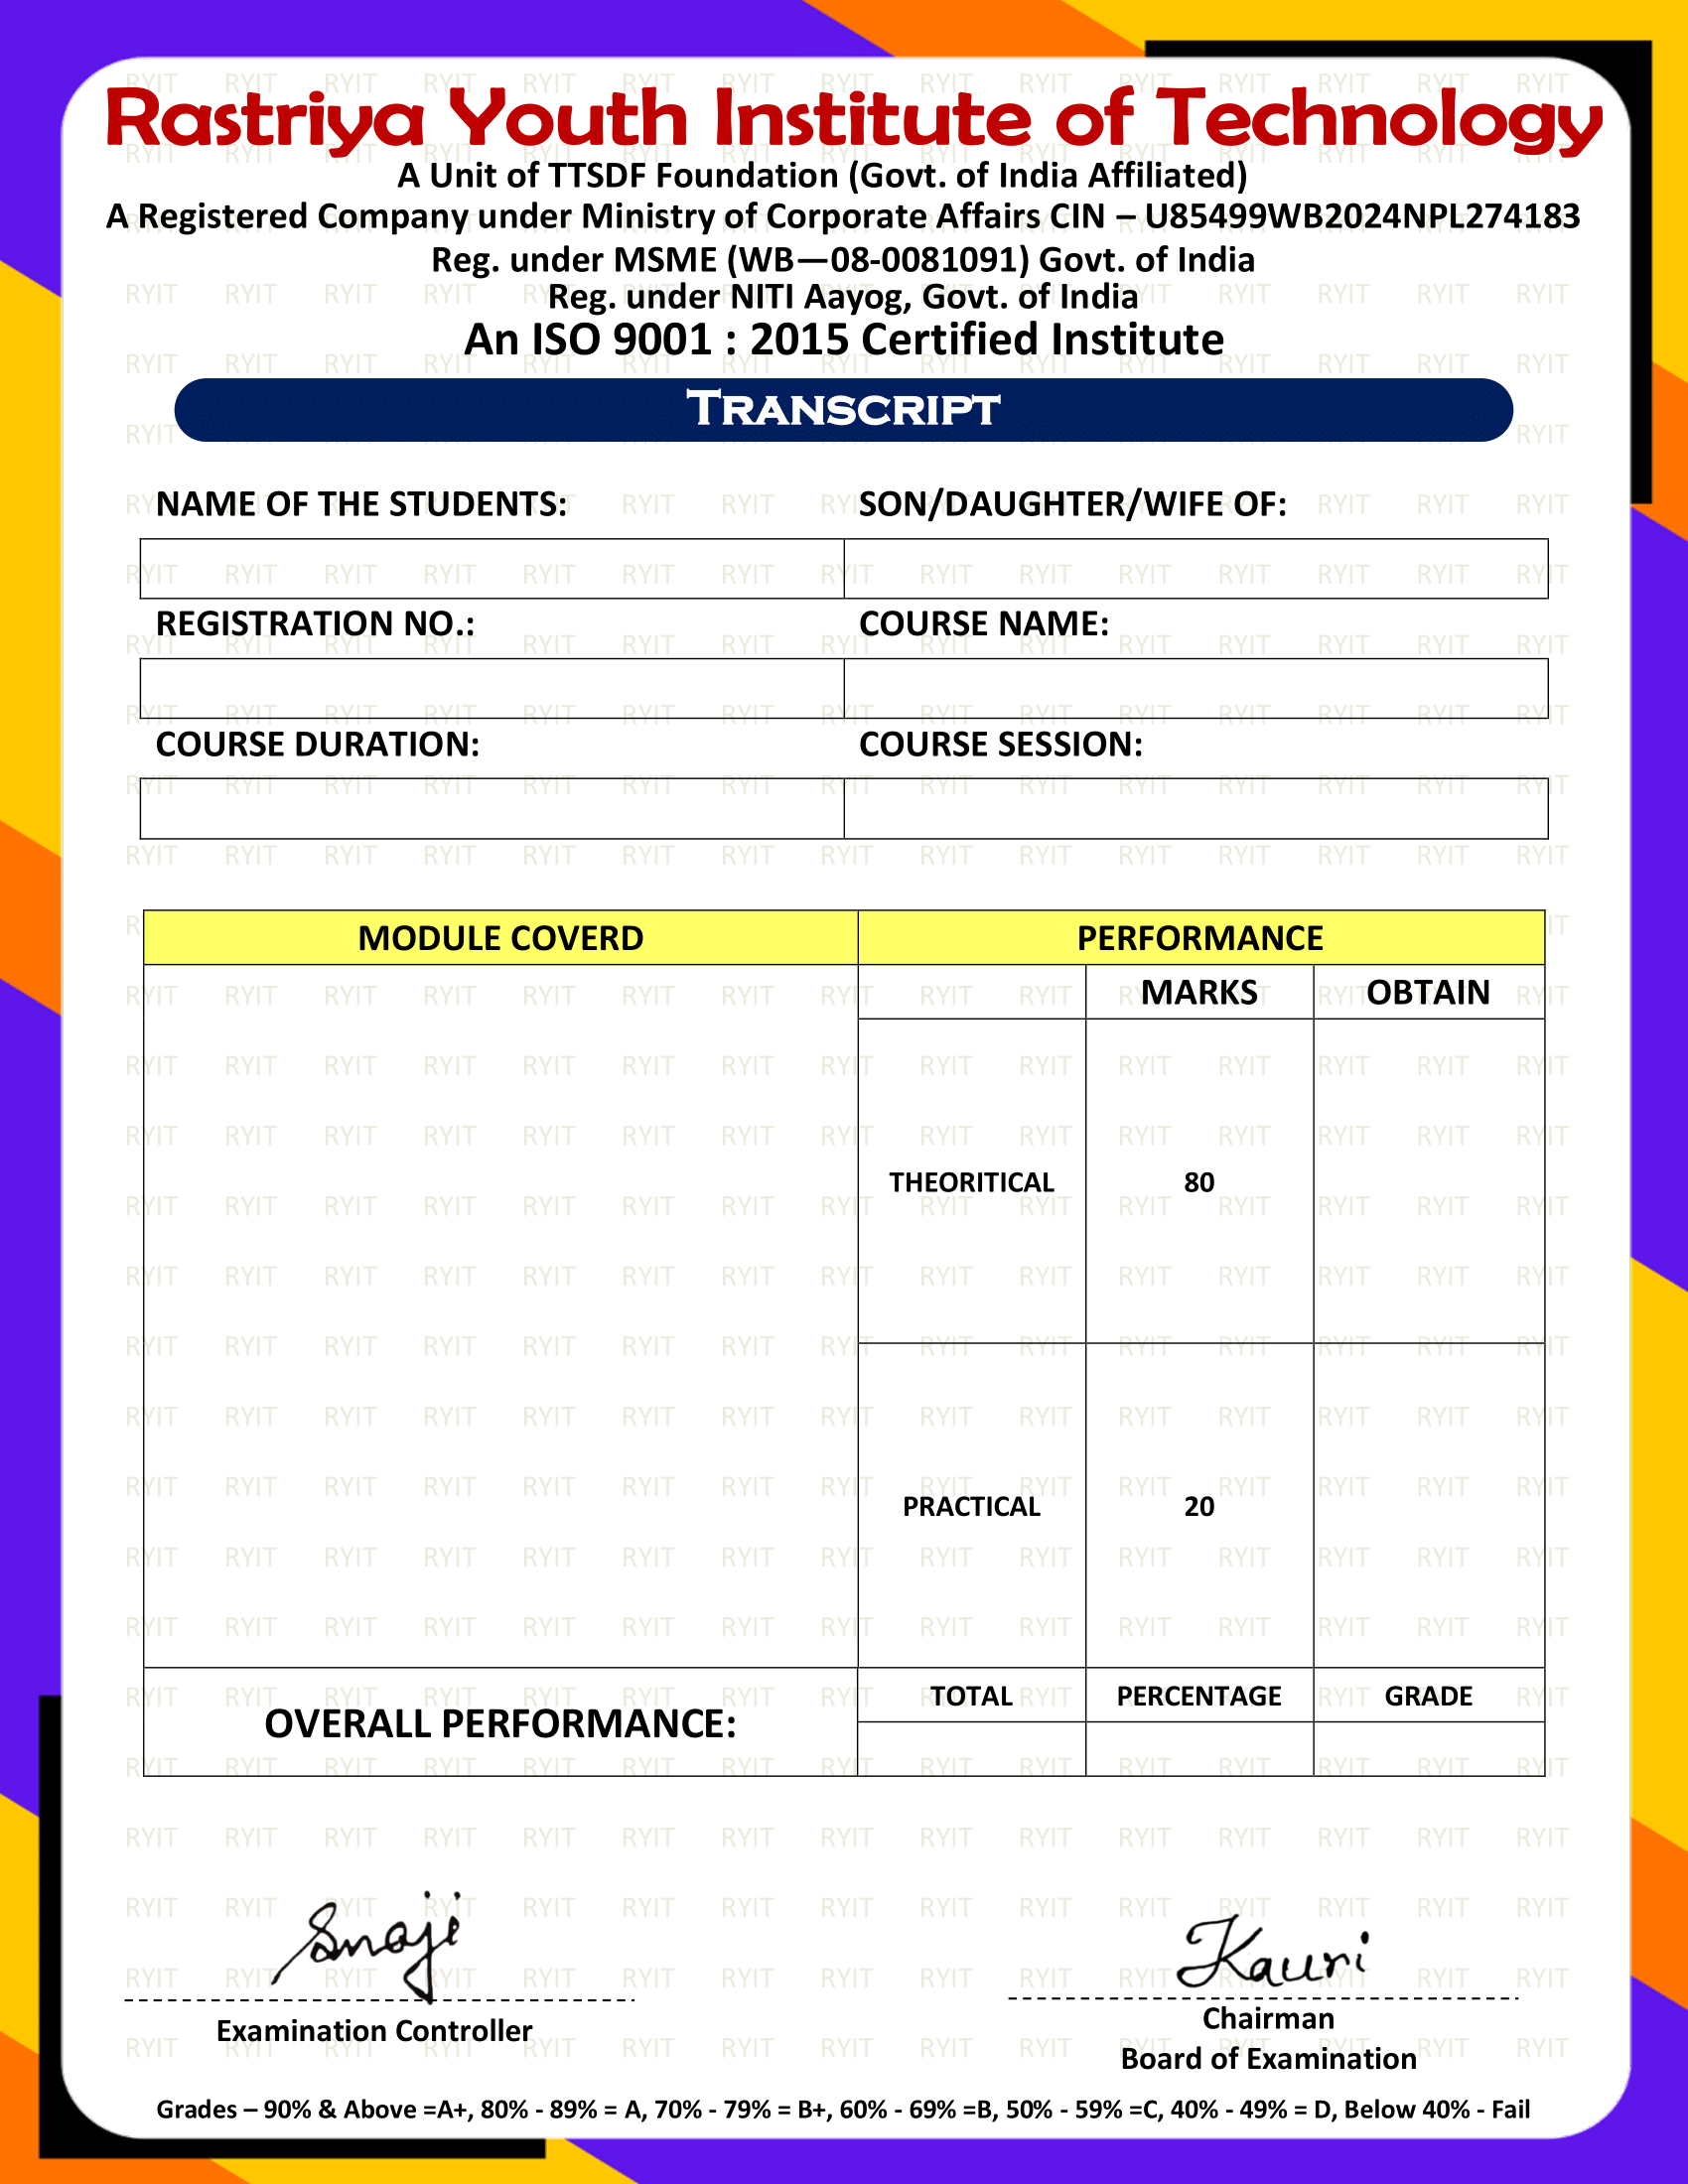 Rastriya Youth Institute of Technology
A Unit of TTSDF Foundation (Govt. of India Affiliated)
A Registered Company under Ministry of Corporate Affairs CIN – U85499WB2024NPL274183
Reg. under MSME (WB—08-0081091) Govt. of India
Reg. under NITI Aayog, Govt. of India
An ISO 9001 : 2015 Certified Institute
TRANSCRIPT
NAME OF THE STUDENTS: SON/DAUGHTER/WIFE OF:
REGISTRATION NO.: COURSE NAME:
COURSE DURATION: COURSE SESSION:
MODULE COVERD PERFORMANCE
MARKS OBTAIN
THEORITICAL 80
PRACTICAL 20
OVERALL PERFORMANCE: TOTAL PERCENTAGE GRADE
Smaji Kauri
Examination Controller Chairman
Board of Examination
Grades – 90% & Above =A+, 80% - 89% = A, 70% - 79% = B+, 60% - 69% =B, 50% - 59% =C, 40% - 49% = D, Below 40% - Fail